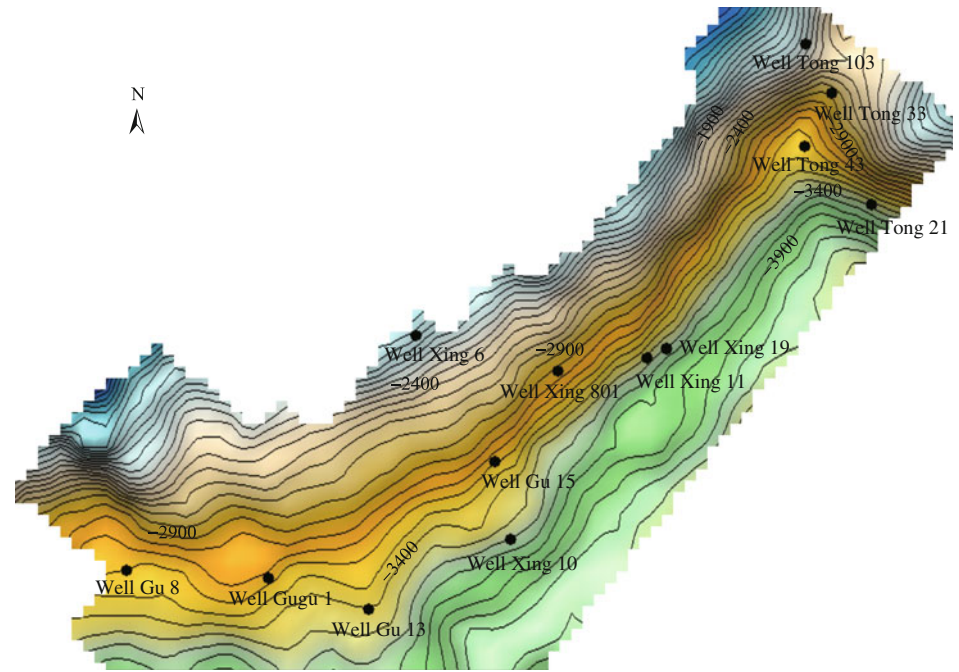 Well Tong 103
N
Well Tong 33
−1900
−2400
−2900
Well Tong 43
−3400
Well Tong 21
−3900
Well Xing 6
−2900
Well Xing 19
−2400
Well Xing 801
Well Xing 11
Well Gu 15
−2900
−3400
Well Xing 10
Well Gu 8
Well Gugu 1
Well Gu 13